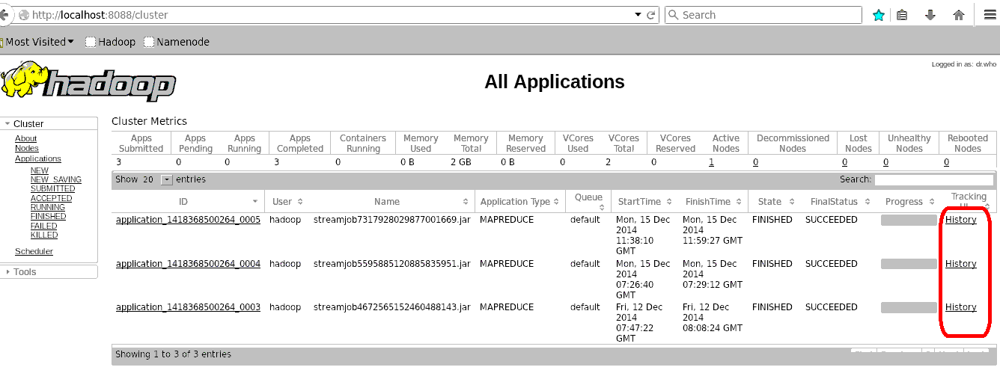 http://localhost:8088/cluster
Search
Most Visited
Hadoop
Namenode
hadoop
Logged in as: dr.who
All Applications
Cluster
About
Nodes
Applications
NEW
NEW_SAVING
SUBMITTED
ACCEPTED
RUNNING
FINISHED
FAILED
KILLED
Scheduler
Tools
Cluster Metrics
Apps Submitted Apps Pending Apps Running Apps Completed Containers Running Memory Used Memory Total Memory Reserved VCores Used VCores Total VCores Reserved Active Nodes Decommissioned Nodes Lost Nodes Unhealthy Nodes Rebooted Nodes
3 0 0 3 0 0 B 2 GB 0 B 0 2 0 1 0 0 0 0
Show 20 entries Search:
ID User Name Application Type Queue StartTime FinishTime State FinalStatus Progress Tracking
application_1418368500264_0005 hadoop streamjob7317928029877001669.jar MAPREDUCE default Mon, 15 Dec 2014 11:38:10 GMT Mon, 15 Dec 2014 11:59:27 GMT FINISHED SUCCEEDED History
application_1418368500264_0004 hadoop streamjob5595885120885835951.jar MAPREDUCE default Mon, 15 Dec 2014 07:26:40 GMT Mon, 15 Dec 2014 07:29:12 GMT FINISHED SUCCEEDED History
application_1418368500264_0003 hadoop streamjob4672565152460488143.jar MAPREDUCE default Fri, 12 Dec 2014 07:47:22 GMT Fri, 12 Dec 2014 08:08:24 GMT FINISHED SUCCEEDED History
Showing 1 to 3 of 3 entries